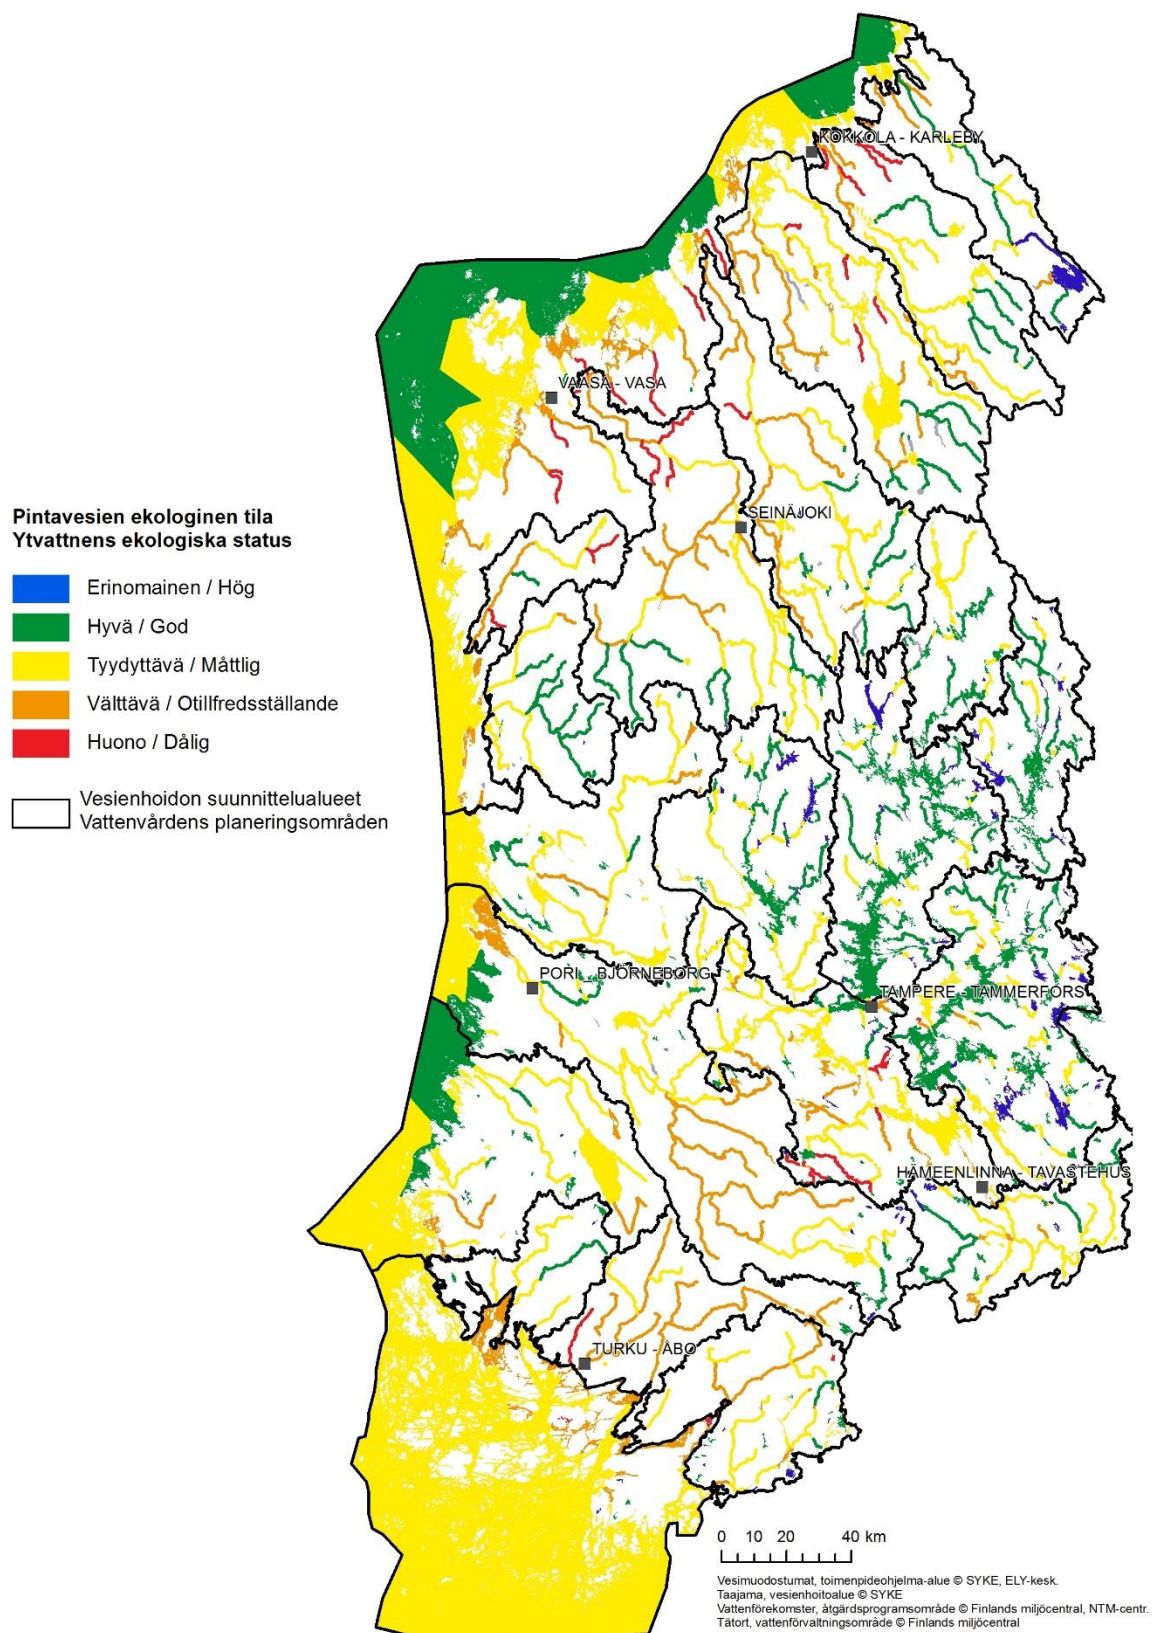 KOKKOLA - KARLEBY
VAASA - VASA
SEINÄJOKI
Pintavesien ekologinen tila
Ytvattnens ekologiska status
Erinomainen / Hög
Hyvä / God
Tyydyttävä / Måttlig
Välttävä / Otillfredsställande
Huono / Dålig
Vesienhoidon suunnittelualueet
Vattenvårdens planeringsområden
PORI - BJÖRNEBORG
TAMPERE - TAMMERFORS
HÄMEENLINNA - TAVASTEHUS
TURKU - ÅBO
0 10 20 40 km
Vesimuodostumat, toimenpideohjelma-alue © SYKE, ELY-kesk.
Taajama, vesienhoitoalue © SYKE
Vattenförekomster, åtgärdsprogramsområde © Finlands miljöcentral, NTM-centr.
Tätort, vattenförvaltningsområde © Finlands miljöcentral